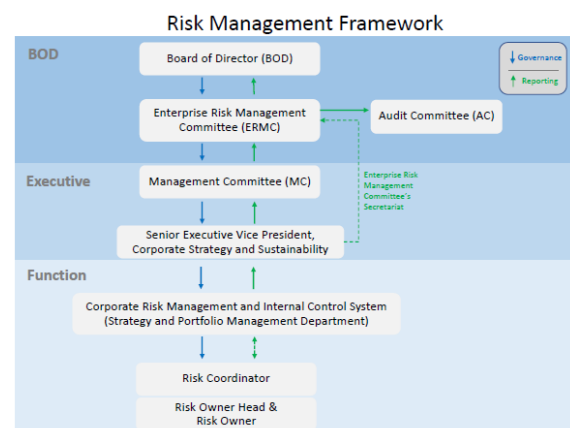 Risk Management Framework
BOD
Board of Director (BOD)
Governance
Reporting
Enterprise Risk Management
Committee (ERMC)
Audit Committee (AC)
Executive
Management Committee (MC)
Enterprise Risk
Management
Committee's
Secretariat
Senior Executive Vice President,
Corporate Strategy and Sustainability
Function
Corporate Risk Management and Internal Control System
(Strategy and Portfolio Management Department)
Risk Coordinator
Risk Owner Head &
Risk Owner